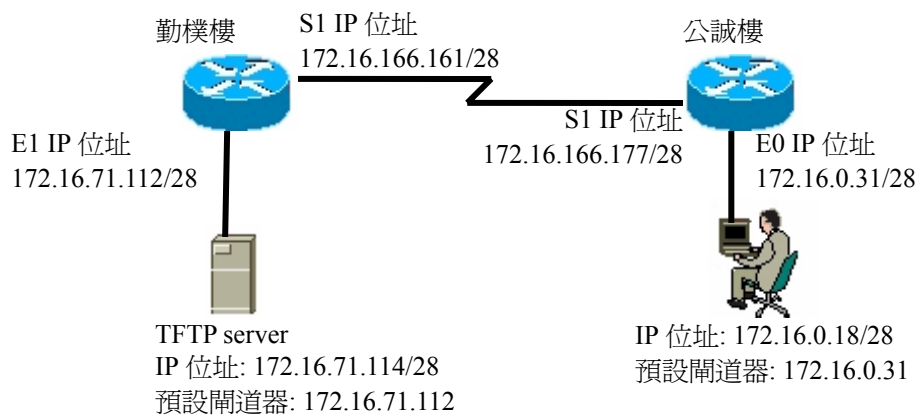 勤樸樓
S1 IP 位址
172.16.166.161/28
公誠樓
S1 IP 位址
172.16.166.177/28
E1 IP 位址
172.16.71.112/28
E0 IP 位址
172.16.0.31/28
TFTP server
IP 位址: 172.16.71.114/28
預設閘道器: 172.16.71.112
IP 位址: 172.16.0.18/28
預設閘道器: 172.16.0.31